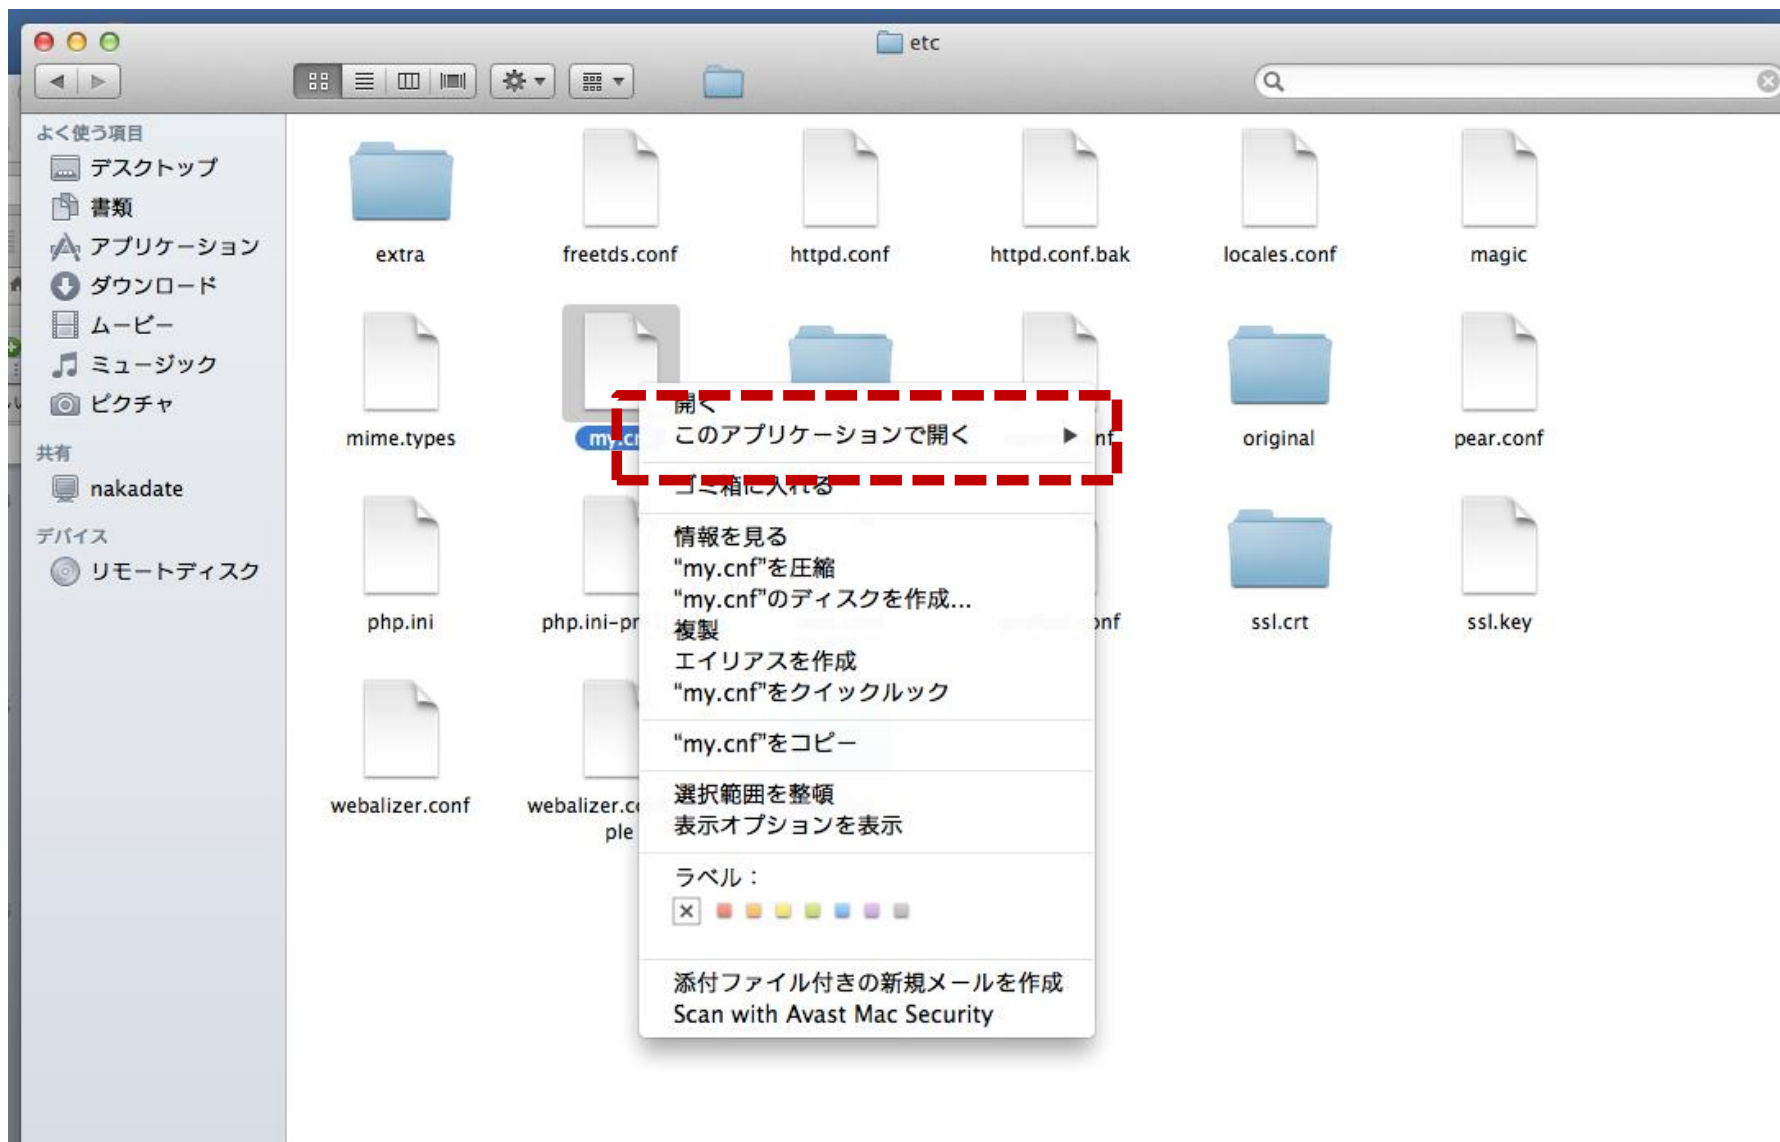 etc
よく使う項目
デスクトップ
書類
アプリケーション
ダウンロード
ムービー
ミュージック
ピクチャ
共有
nakadate
デバイス
リモートディスク
extra
freetds.conf
httpd.conf
httpd.conf.bak
locales.conf
magic
mime.types
my.c
original
pear.conf
php.ini
php.ini-pr
ssl.crt
ssl.key
webalizer.conf
webalizer.c
ple
開く
このアプリケーションで開く
ゴミ箱に入れる
情報を見る
“my.cnf”を圧縮
“my.cnf”のディスクを作成...
複製
エイリアスを作成
“my.cnf”をクイックルック
“my.cnf”をコピー
選択範囲を整頓
表示オプションを表示
ラベル：
添付ファイル付きの新規メールを作成
Scan with Avast Mac Security